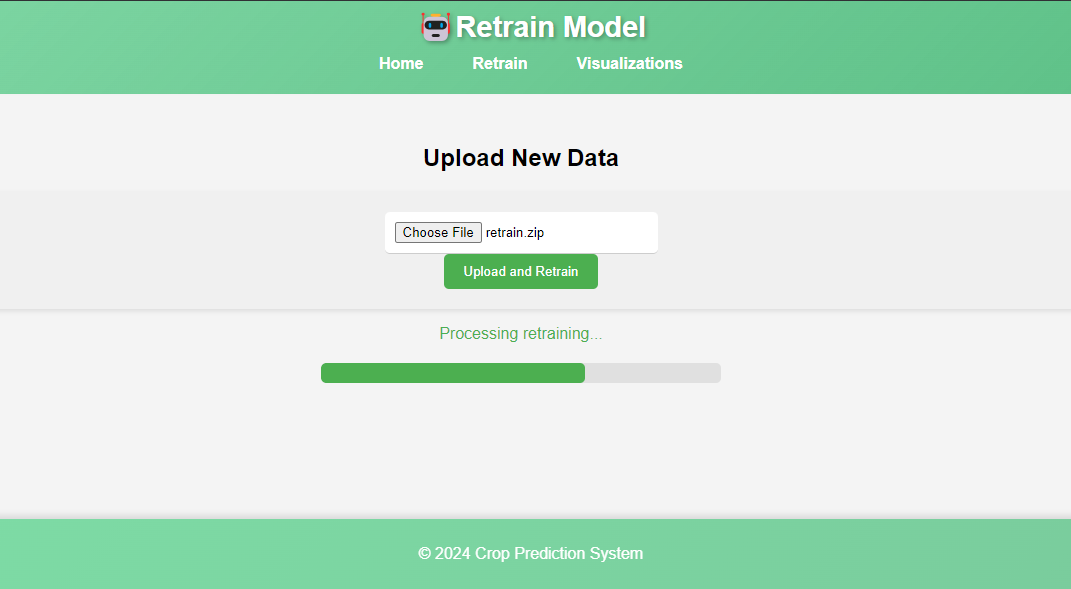 Retrain Model
Home Retrain Visualizations
Upload New Data
Choose File retrain.zip
Upload and Retrain
Processing retraining...
© 2024 Crop Prediction System